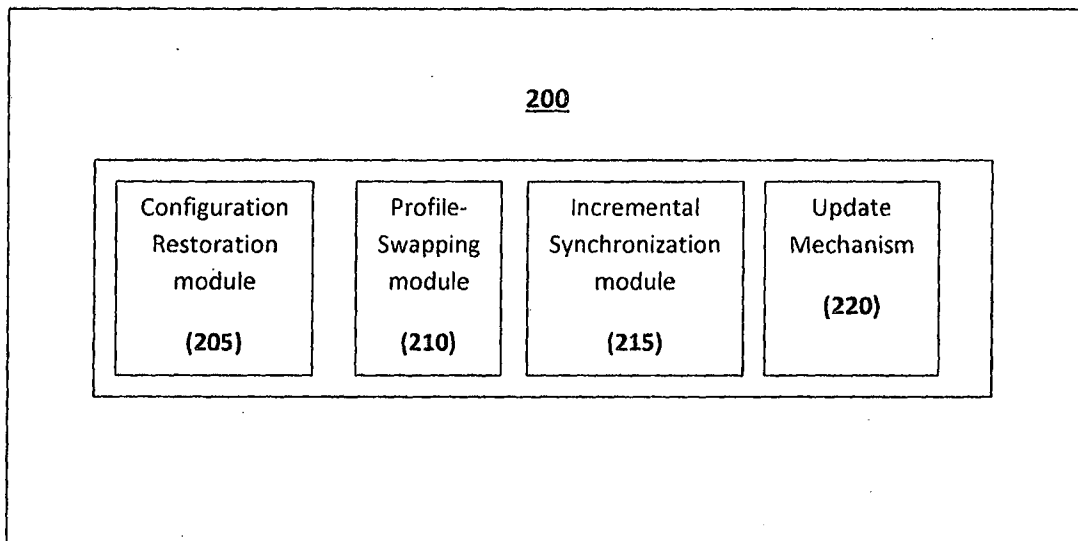 200
Configuration
Restoration
module
(205)
Profile-
Swapping
module
(210)
Incremental
Synchronization
module
(215)
Update
Mechanism
(220)